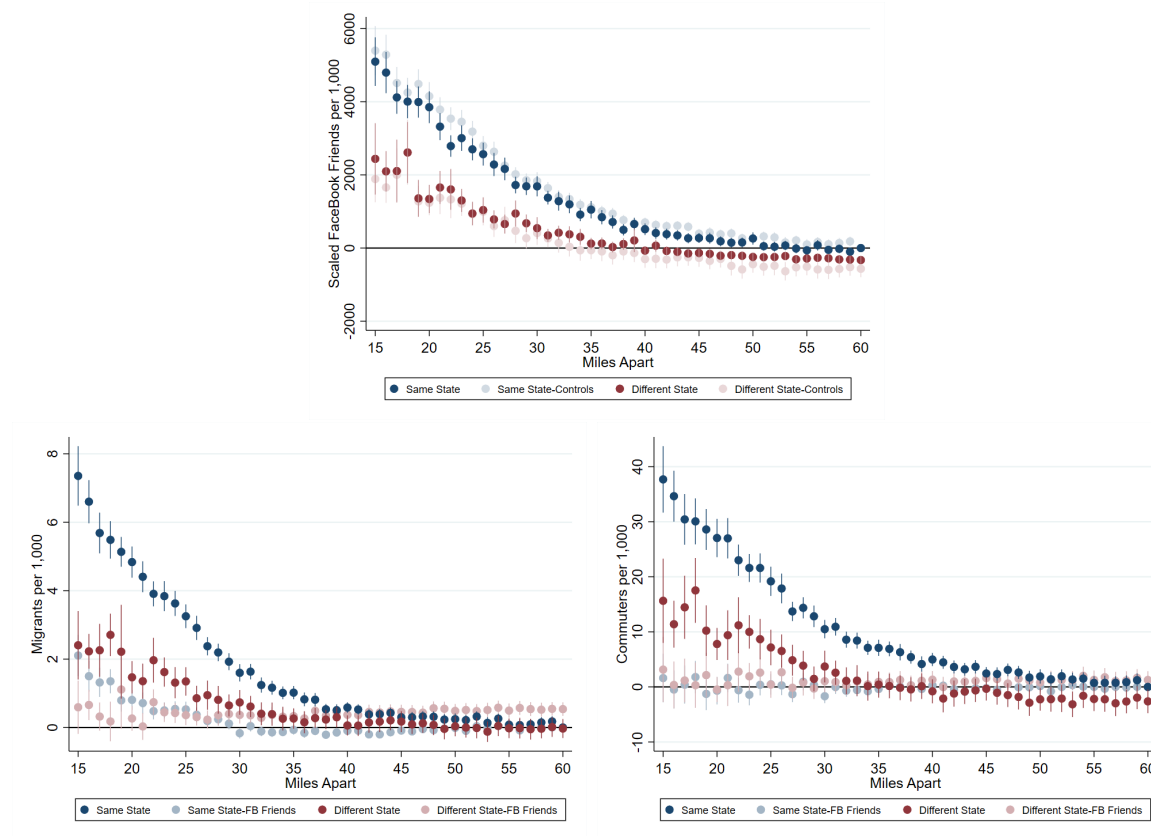 Scaled FaceBook Friends per 1,000
6000
4000
2000
0
-2000
15 20 25 30 35 40 45 50 55 60
Miles Apart
Same State Same State-Controls Different State Different State-Controls
Migrants per 1,000
8
6
4
2
0
15 20 25 30 35 40 45 50 55 60
Miles Apart
Same State Same State-FB Friends Different State Different State-FB Friends
Commuters per 1,000
40
30
20
10
0
-10
15 20 25 30 35 40 45 50 55 60
Miles Apart
Same State Same State-FB Friends Different State Different State-FB Friends